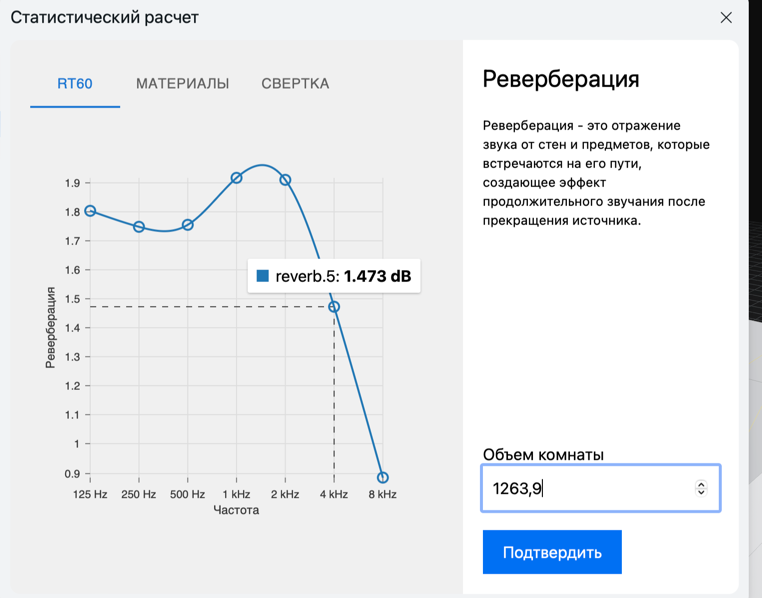 Статистический расчет
RT60 МАТЕРИАЛЫ СВЕРТКА
1.9
1.8
1.7
1.6
1.5
1.4
1.3
1.2
1.1
1
0.9
Реверберация
reverb.5: 1.473 dB
125 Hz 250 Hz 500 Hz 1 kHz 2 kHz 4 kHz 8 kHz
Частота
Реверберация
Реверберация - это отражение
звука от стен и предметов, которые
встречаются на его пути,
создающее эффект
продолжительного звучания после
прекращения источника.
Объем комнаты
1263,9
Подтвердить